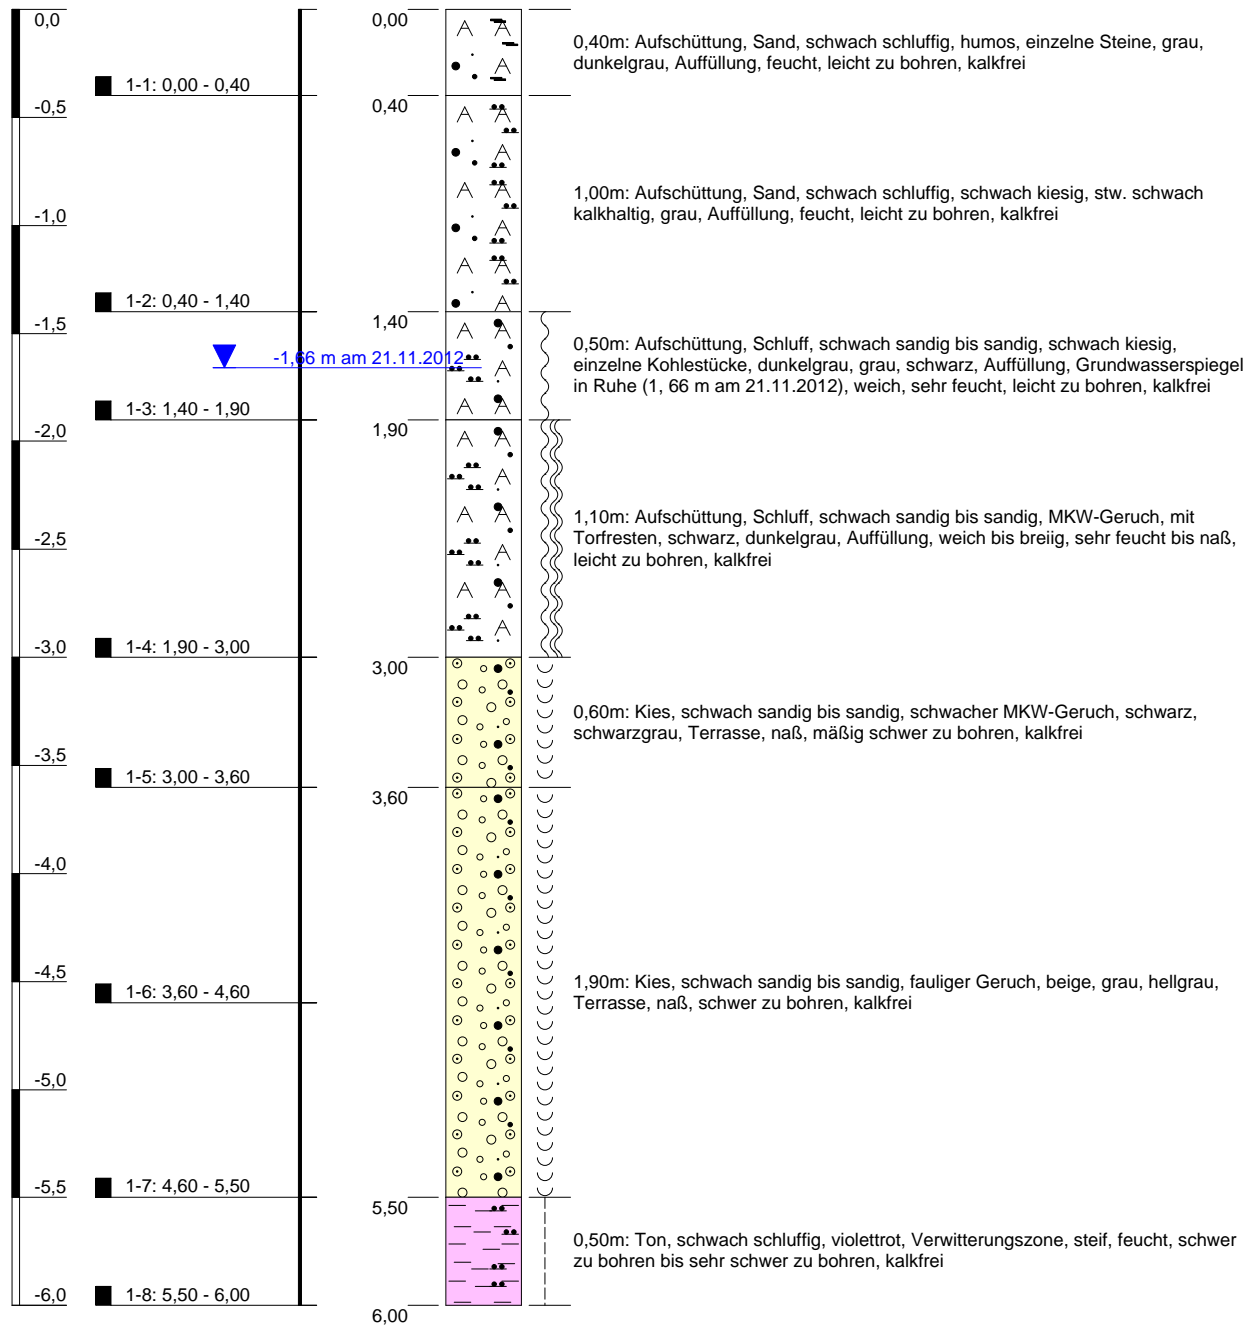 0,0
0,00
0,40m: Aufschüttung, Sand, schwach schluffig, humos, einzelne Steine, grau,
dunkelgrau, Auffüllung, feucht, leicht zu bohren, kalkfrei
1-1: 0,00 - 0,40
-0,5
0,40
1,00m: Aufschüttung, Sand, schwach schluffig, schwach kiesig, stw. schwach
kalkhaltig, grau, Auffüllung, feucht, leicht zu bohren, kalkfrei
-1,0
1-2: 0,40 - 1,40
-1,5
1,40
0,50m: Aufschüttung, Schluff, schwach sandig bis sandig, schwach kiesig,
einzelne Kohlestücke, dunkelgrau, grau, schwarz, Auffüllung, Grundwasserspiegel
in Ruhe (1, 66 m am 21.11.2012), weich, sehr feucht, leicht zu bohren, kalkfrei
-1,66 m am 21.11.2012
1-3: 1,40 - 1,90
-2,0
1,90
1,10m: Aufschüttung, Schluff, schwach sandig bis sandig, MKW-Geruch, mit
Torfresten, schwarz, dunkelgrau, Auffüllung, weich bis breiig, sehr feucht bis naß,
leicht zu bohren, kalkfrei
-2,5
1-4: 1,90 - 3,00
-3,0
3,00
0,60m: Kies, schwach sandig bis sandig, schwacher MKW-Geruch, schwarz,
schwarzgrau, Terrasse, naß, mäßig schwer zu bohren, kalkfrei
-3,5
1-5: 3,00 - 3,60
3,60
-4,0
-4,5
1-6: 3,60 - 4,60
1,90m: Kies, schwach sandig bis sandig, fauliger Geruch, beige, grau, hellgrau,
Terrasse, naß, schwer zu bohren, kalkfrei
-5,0
-5,5
1-7: 4,60 - 5,50
5,50
0,50m: Ton, schwach schluffig, violettrot, Verwitterungszone, steif, feucht, schwer
zu bohren bis sehr schwer zu bohren, kalkfrei
-6,0
1-8: 5,50 - 6,00
6,00